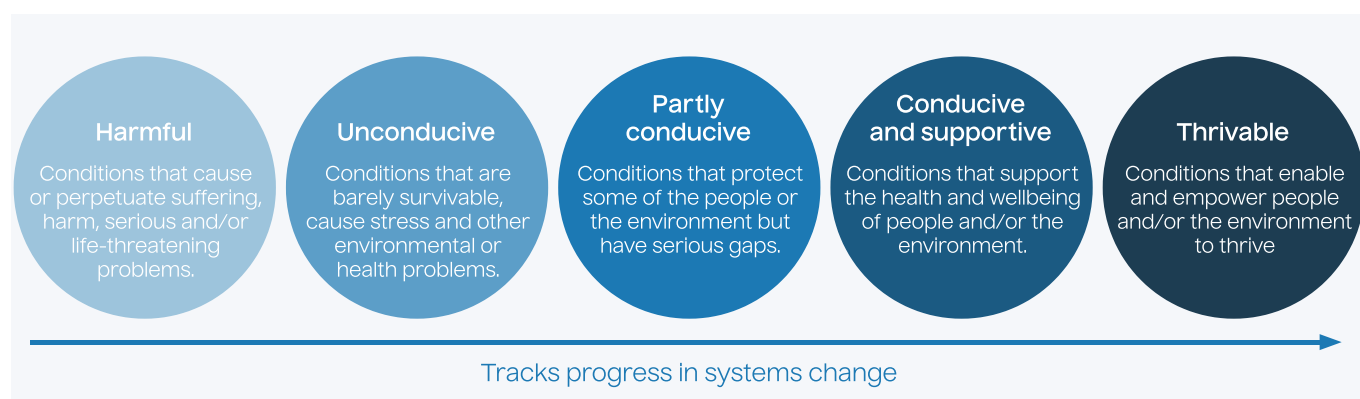 Harmful
Conditions that cause
or perpetuate suffering,
harm, serious and/or
life-threatening
problems.
Unconducive
Conditions that are
barely survivable,
cause stress and other
environmental or
health problems.
Partly
conducive
Conditions that protect
some of the people or
the environment but
have serious gaps.
Conducive
and supportive
Conditions that support
the health and wellbeing
of people and/or the
environment.
Thrivable
Conditions that enable
and empower people
and/or the environment
to thrive
Tracks progress in systems change